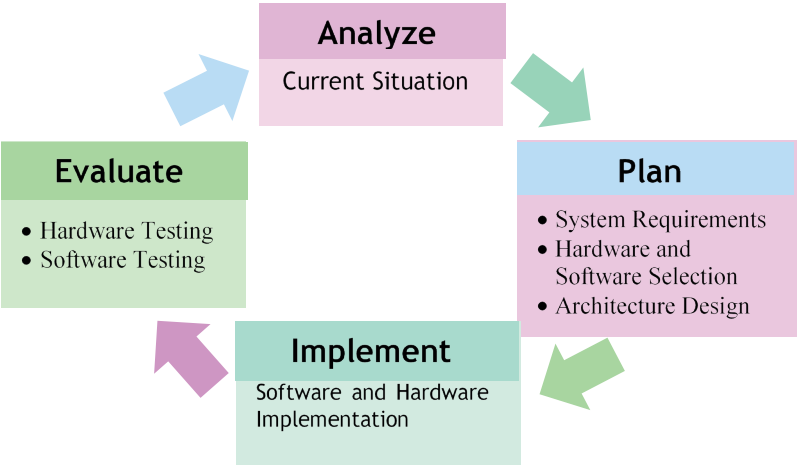 Analyze
Current Situation
Plan
• System Requirements
• Hardware and
Software Selection
• Architecture Design
Implement
Software and Hardware
Implementation
Evaluate
• Hardware Testing
• Software Testing